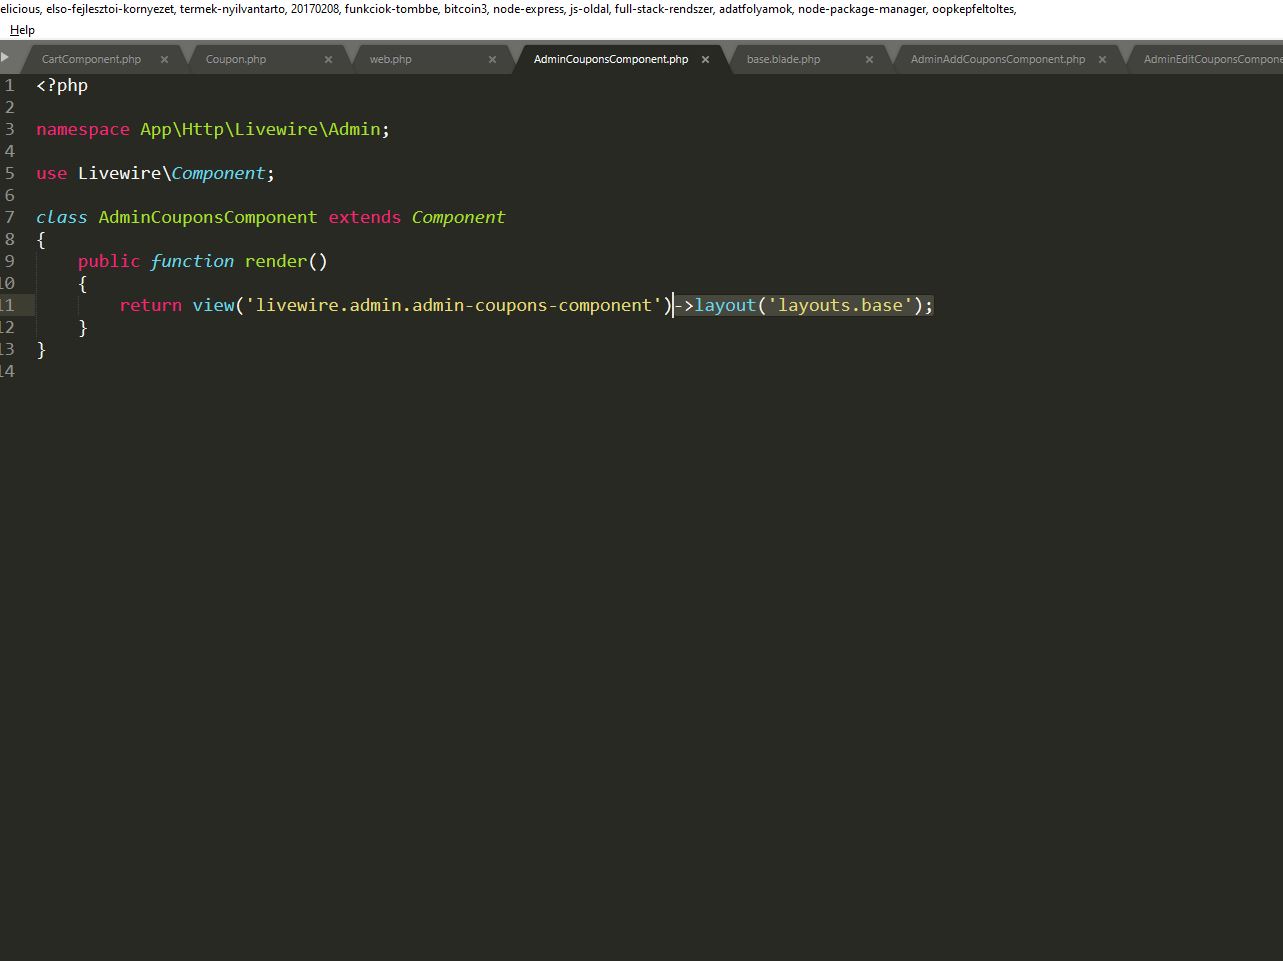 elicious, elso-fejlesztoi-kornyezet, termek-nyilvantarto, 20170208, funkciok-tombbe, bitcoin3, node-express, js-oldal, full-stack-rendszer, adatfolyamok, node-package-manager, oopkepfeltoltes,
Help
CartComponent.php × Coupon.php × web.php × AdminCouponsComponent.php × base.blade.php × AdminAddCouponsComponent.php × AdminEditCouponsCompone
1 <?php
2
3 namespace App\Http\Livewire\Admin;
4
5 use Livewire\Component;
6
7 class AdminCouponsComponent extends Component
8 {
9 public function render()
10 {
11 return view('livewire.admin.admin-coupons-component')->layout('layouts.base');
12 }
13 }
14